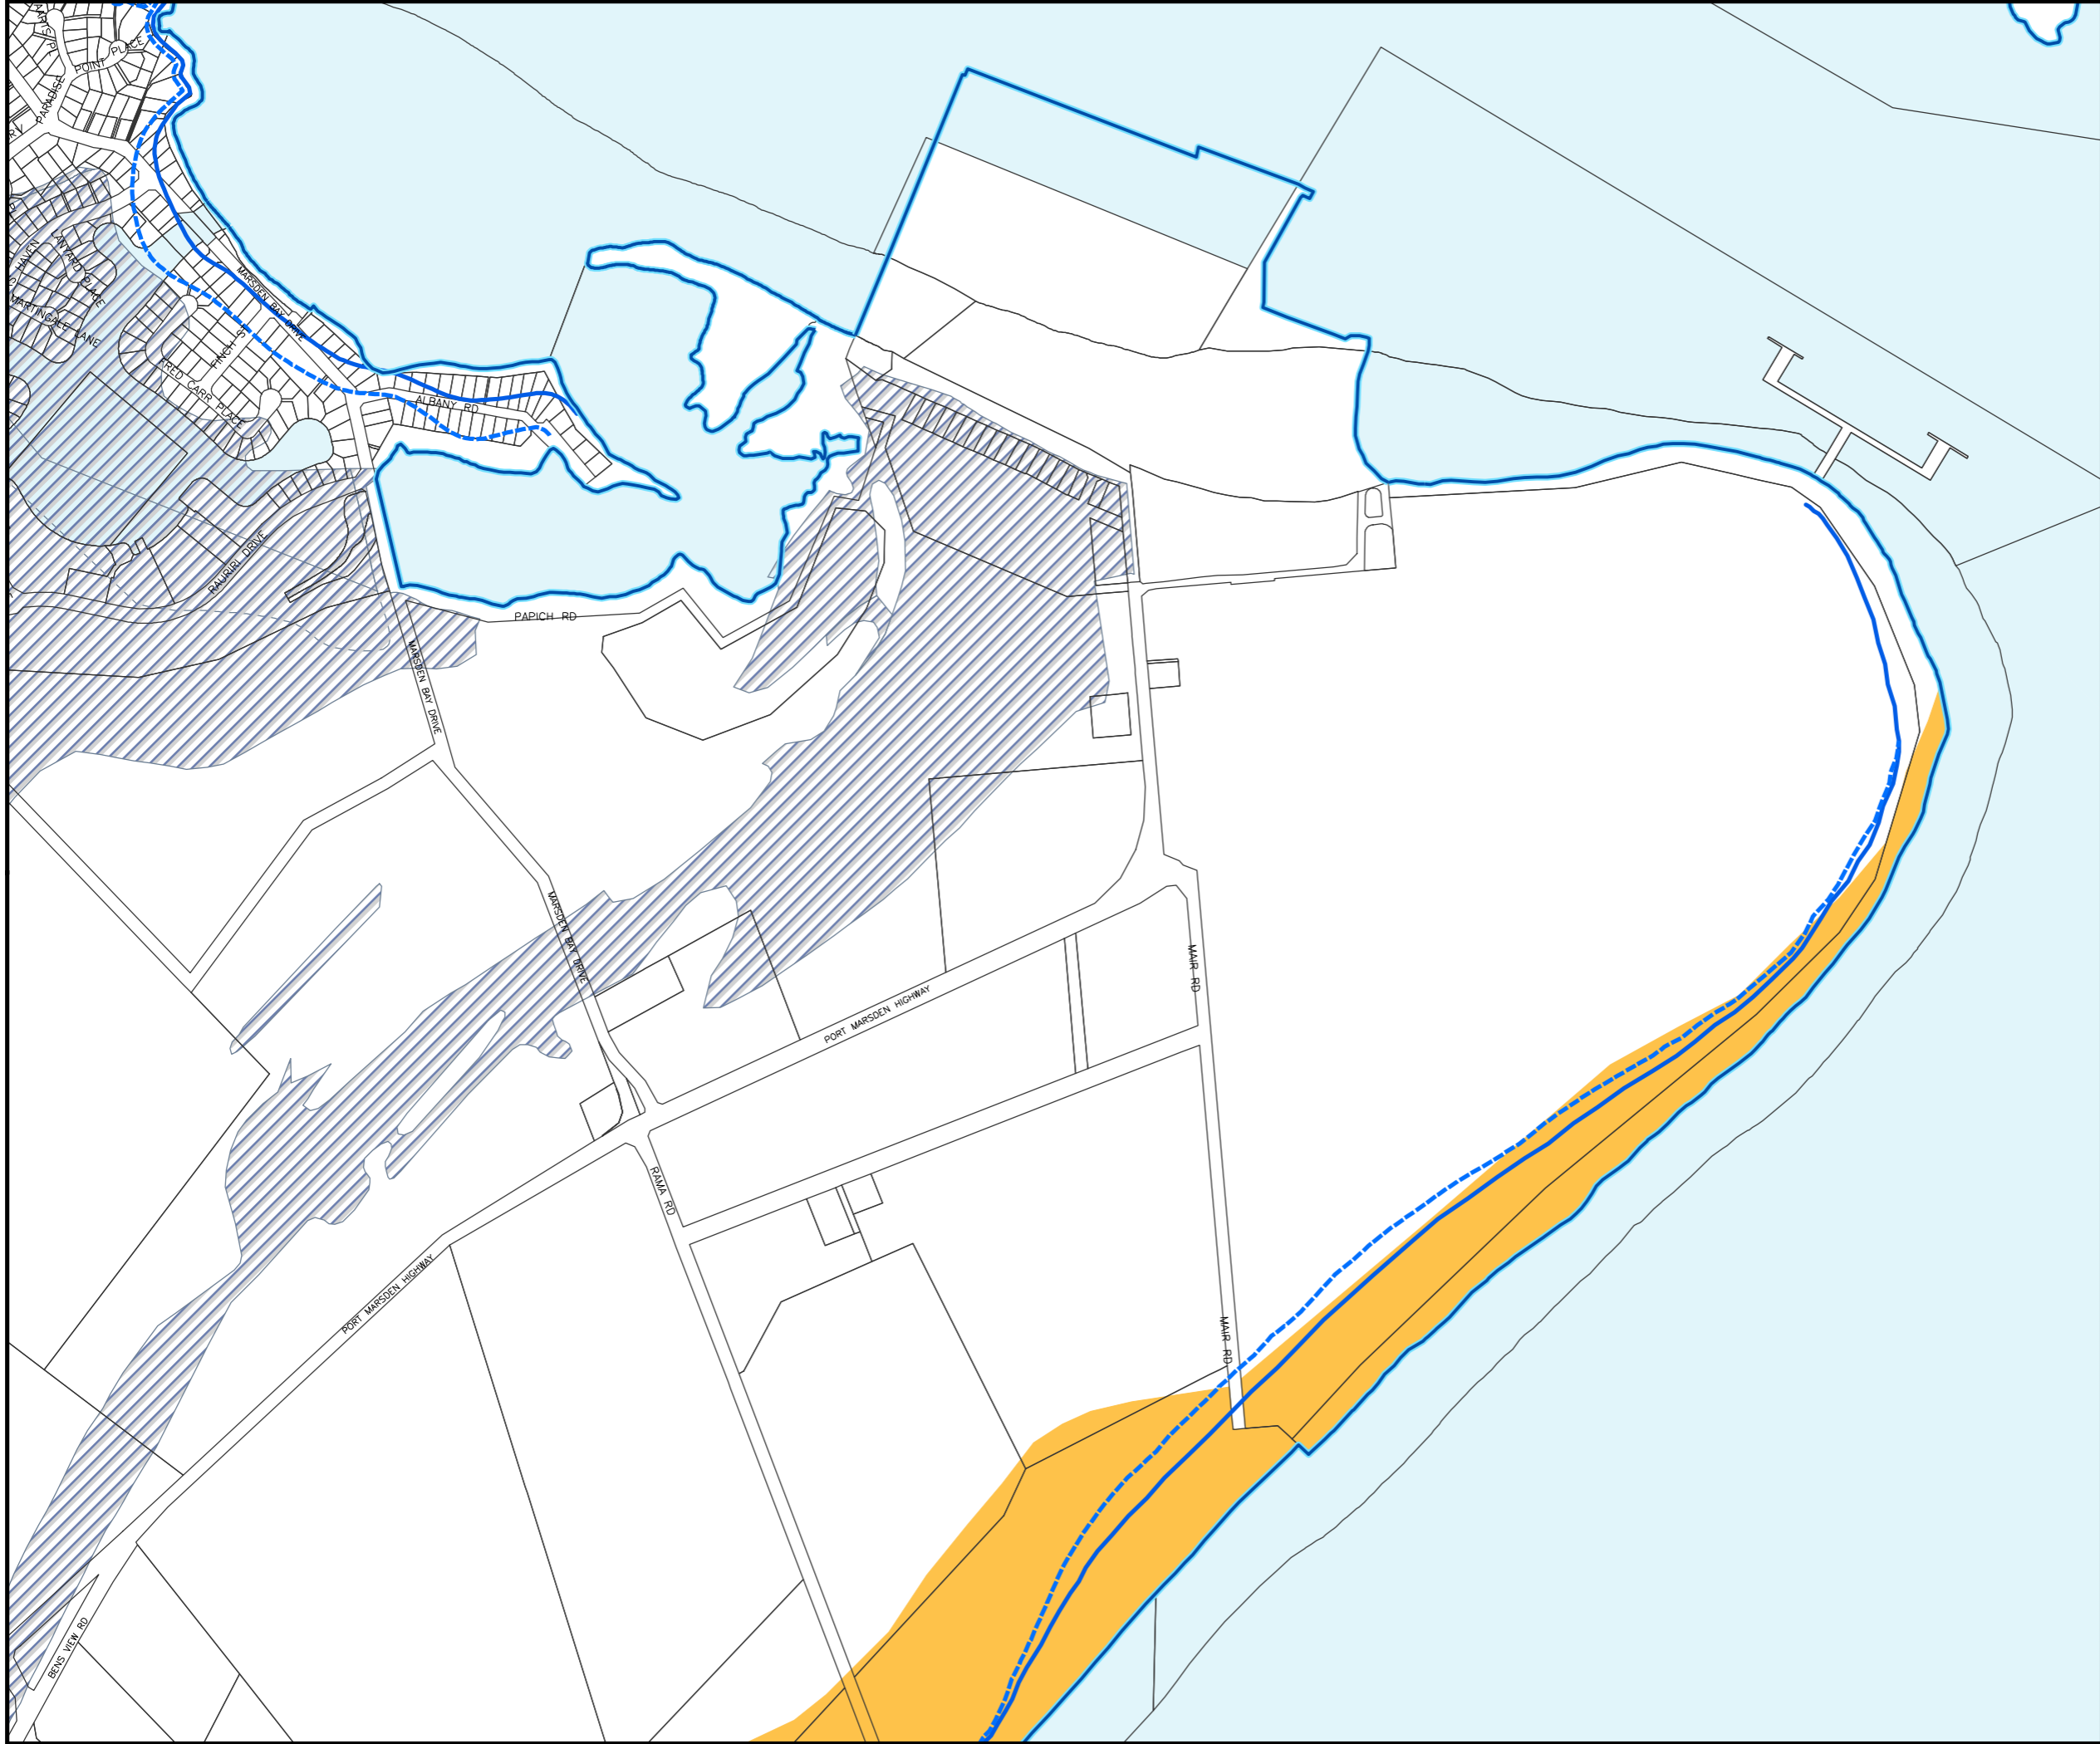 PLACE
POINT
PARADISE
HAVEN
LANYARD PLACE
MARTINGALE LANE
MARSDEN BAY DRIVE
FINCH ST
RED CARR PLACE
ALBANY RD
RAURIRI DRIVE
PAPICH RD
MARSDEN BAY DRIVE
MARSDEN BAY DRIVE
MAIR RD
PORT MARSDEN HIGHWAY
RAMA RD
PORT MARSDEN HIGHWAY
MAIR RD
BENS VIEW RD